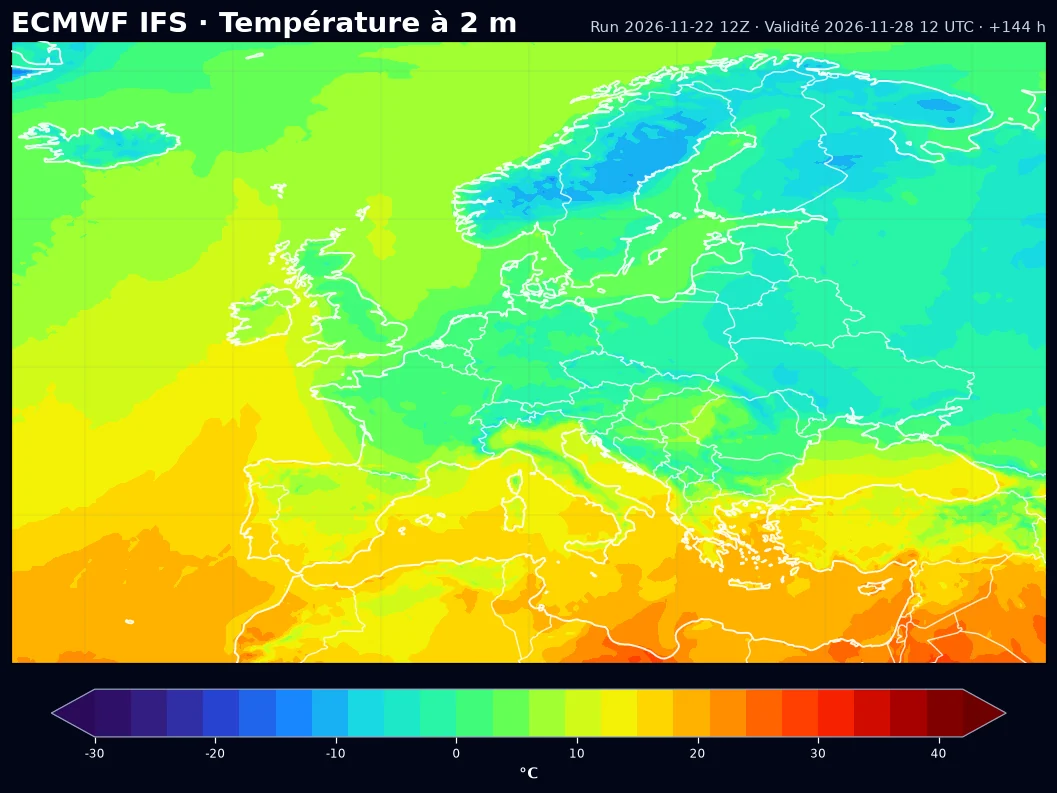 ECMWF IFS · Température à 2 m
Run 2026-11-22 12Z · Validité 2026-11-28 12 UTC · +144 h
-30 -20 -10 0 10 20 30 40
°C